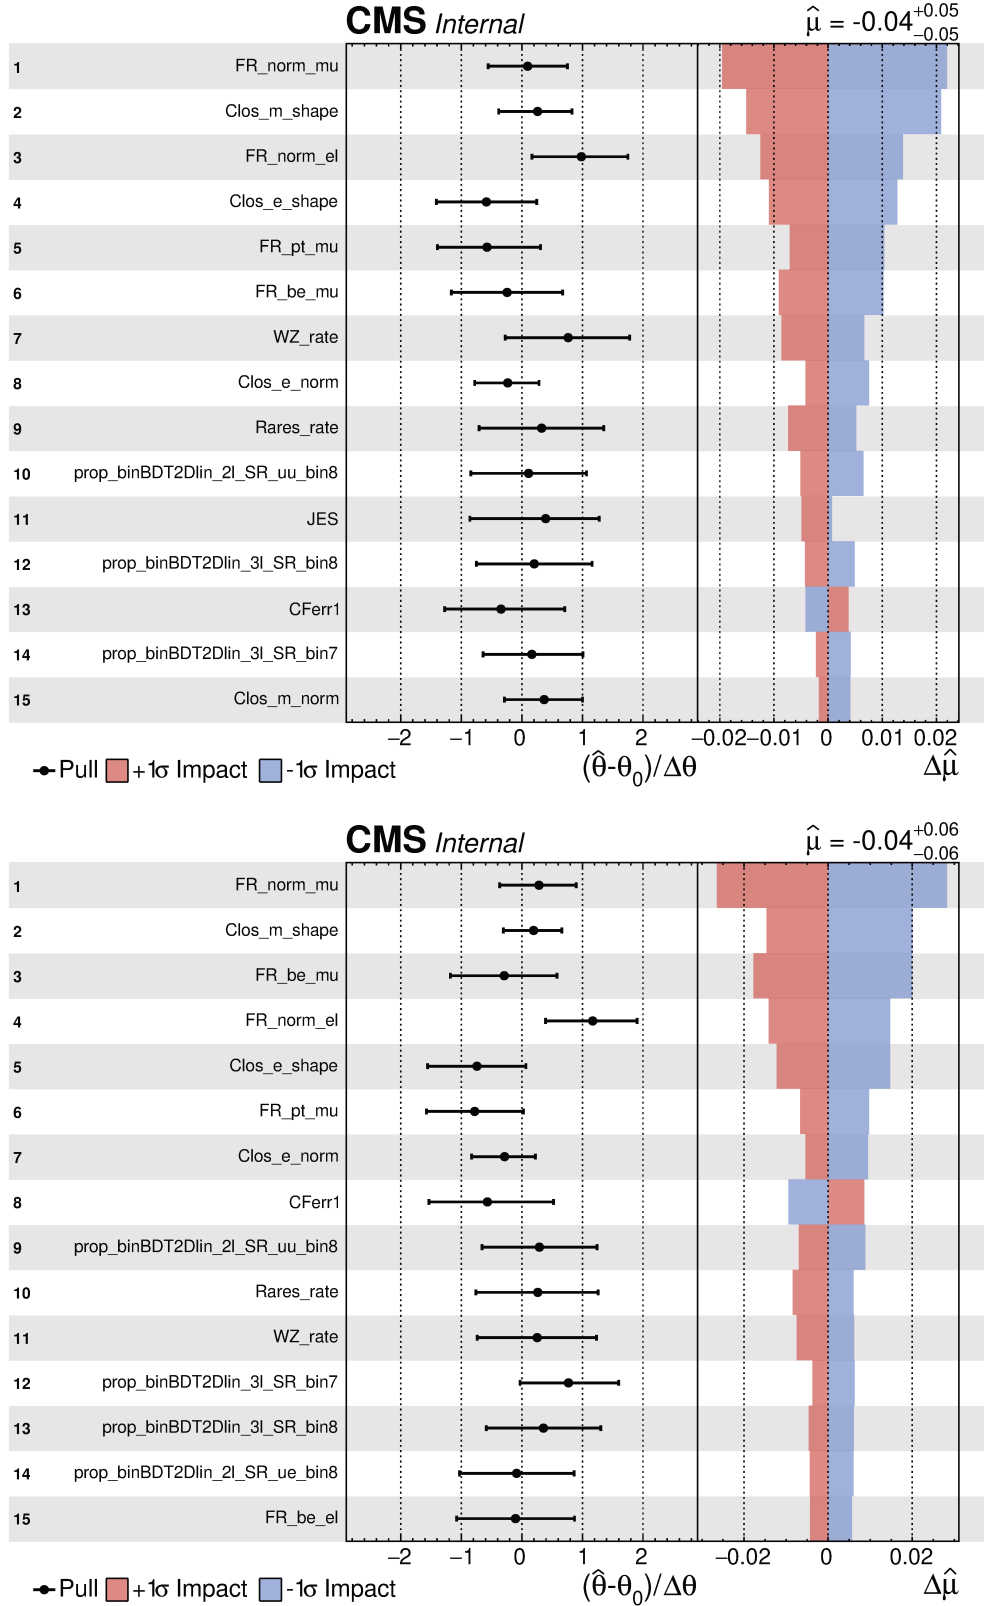 CMS Internal
μ̂ = -0.04 +0.05 −0.05
1 FR_norm_mu
2 Clos_m_shape
3 FR_norm_el
4 Clos_e_shape
5 FR_pt_mu
6 FR_be_mu
7 WZ_rate
8 Clos_e_norm
9 Rares_rate
10 prop_binBDT2Dlin_2l_SR_uu_bin8
11 JES
12 prop_binBDT2Dlin_3l_SR_bin8
13 CFerr1
14 prop_binBDT2Dlin_3l_SR_bin7
15 Clos_m_norm
−2 −1 0 1 2 −0.02 −0.01 0 0.01 0.02
Pull +1σ Impact -1σ Impact (θ̂-θ0)/Δθ Δμ̂
CMS Internal
μ̂ = -0.04 +0.06 −0.06
1 FR_norm_mu
2 Clos_m_shape
3 FR_be_mu
4 FR_norm_el
5 Clos_e_shape
6 FR_pt_mu
7 Clos_e_norm
8 CFerr1
9 prop_binBDT2Dlin_2l_SR_uu_bin8
10 Rares_rate
11 WZ_rate
12 prop_binBDT2Dlin_3l_SR_bin7
13 prop_binBDT2Dlin_3l_SR_bin8
14 prop_binBDT2Dlin_2l_SR_ue_bin8
15 FR_be_el
−2 −1 0 1 2 −0.02 0 0.02
Pull +1σ Impact -1σ Impact (θ̂-θ0)/Δθ Δμ̂